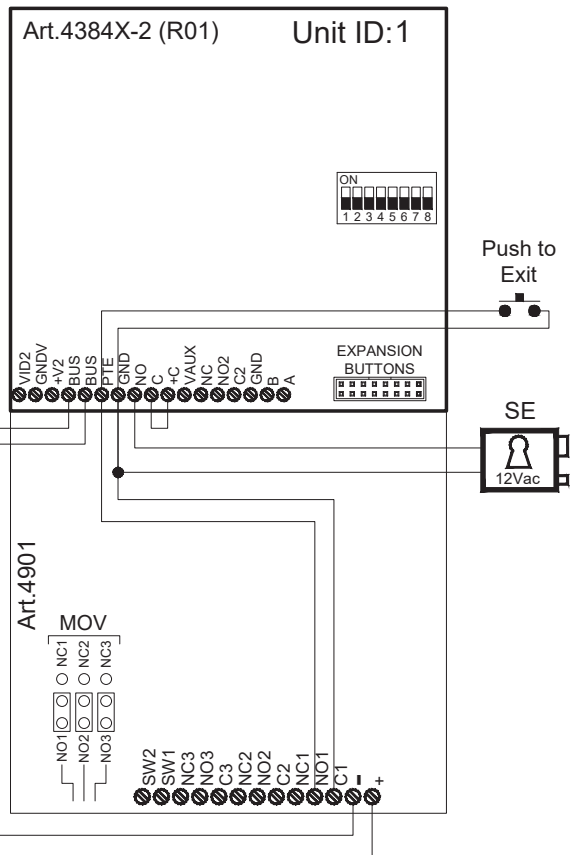 Art.4384X-2 (R01)
Unit ID:1
ON
1 2 3 4 5 6 7 8
Push to
Exit
VID2
GNDV
+V2
BUS
BUS
PTE
GND
NO
C
+C
VAUX
NC
NO2
C2
GND
B
A
EXPANSION
BUTTONS
SE
12Vac
Art.4901
MOV
NC1
NC2
NC3
NO1
NO2
NO3
SW2
SW1
NC3
NO3
C3
NC2
NO2
C2
NC1
NO1
C1
-
+